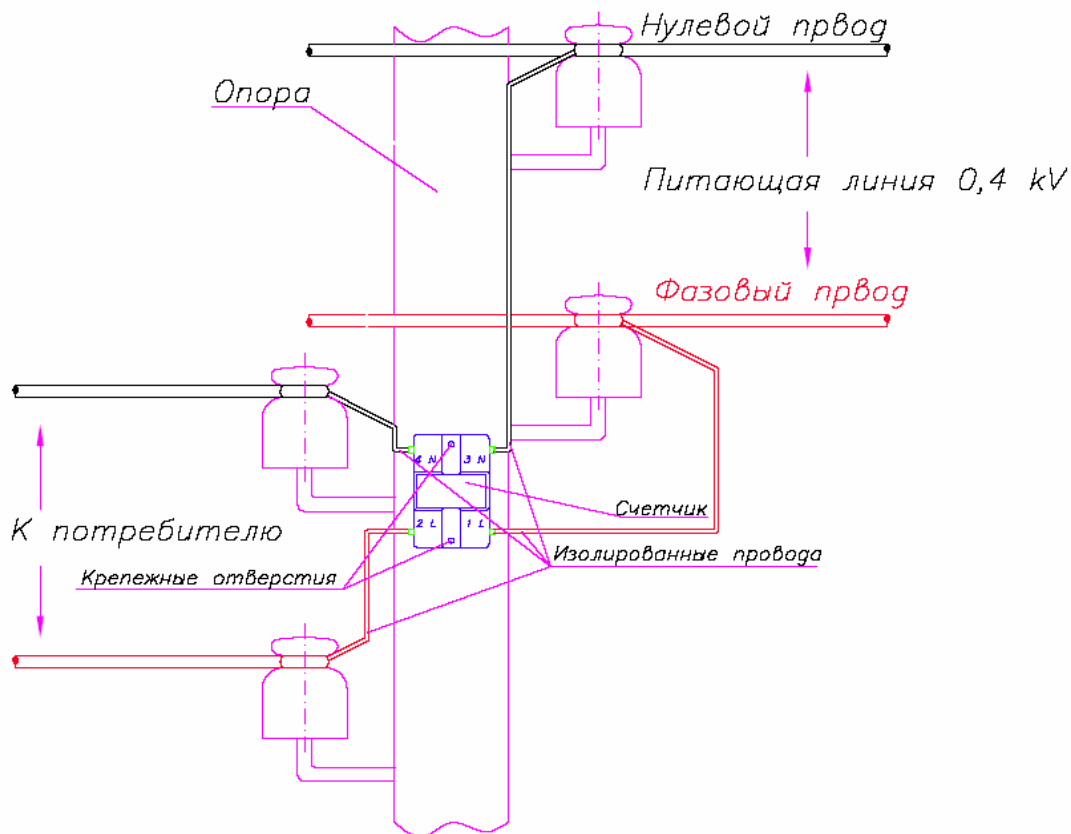 Нулевой првод
Опора
Питающая линия 0,4 kV
Фазовый првод
4 N
3 N
Счетчик
2 L
1 L
К потребителю
Изолированные провода
Крепежные отверстия